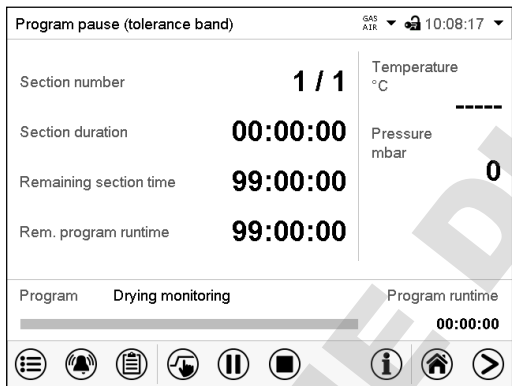 Program pause (tolerance band)
GAS AIR 10:08:17
Section number 1 / 1
Section duration 00:00:00
Remaining section time 99:00:00
Rem. program runtime 99:00:00
Temperature
°C
-----
Pressure
mbar
0
Program Drying monitoring Program runtime
00:00:00